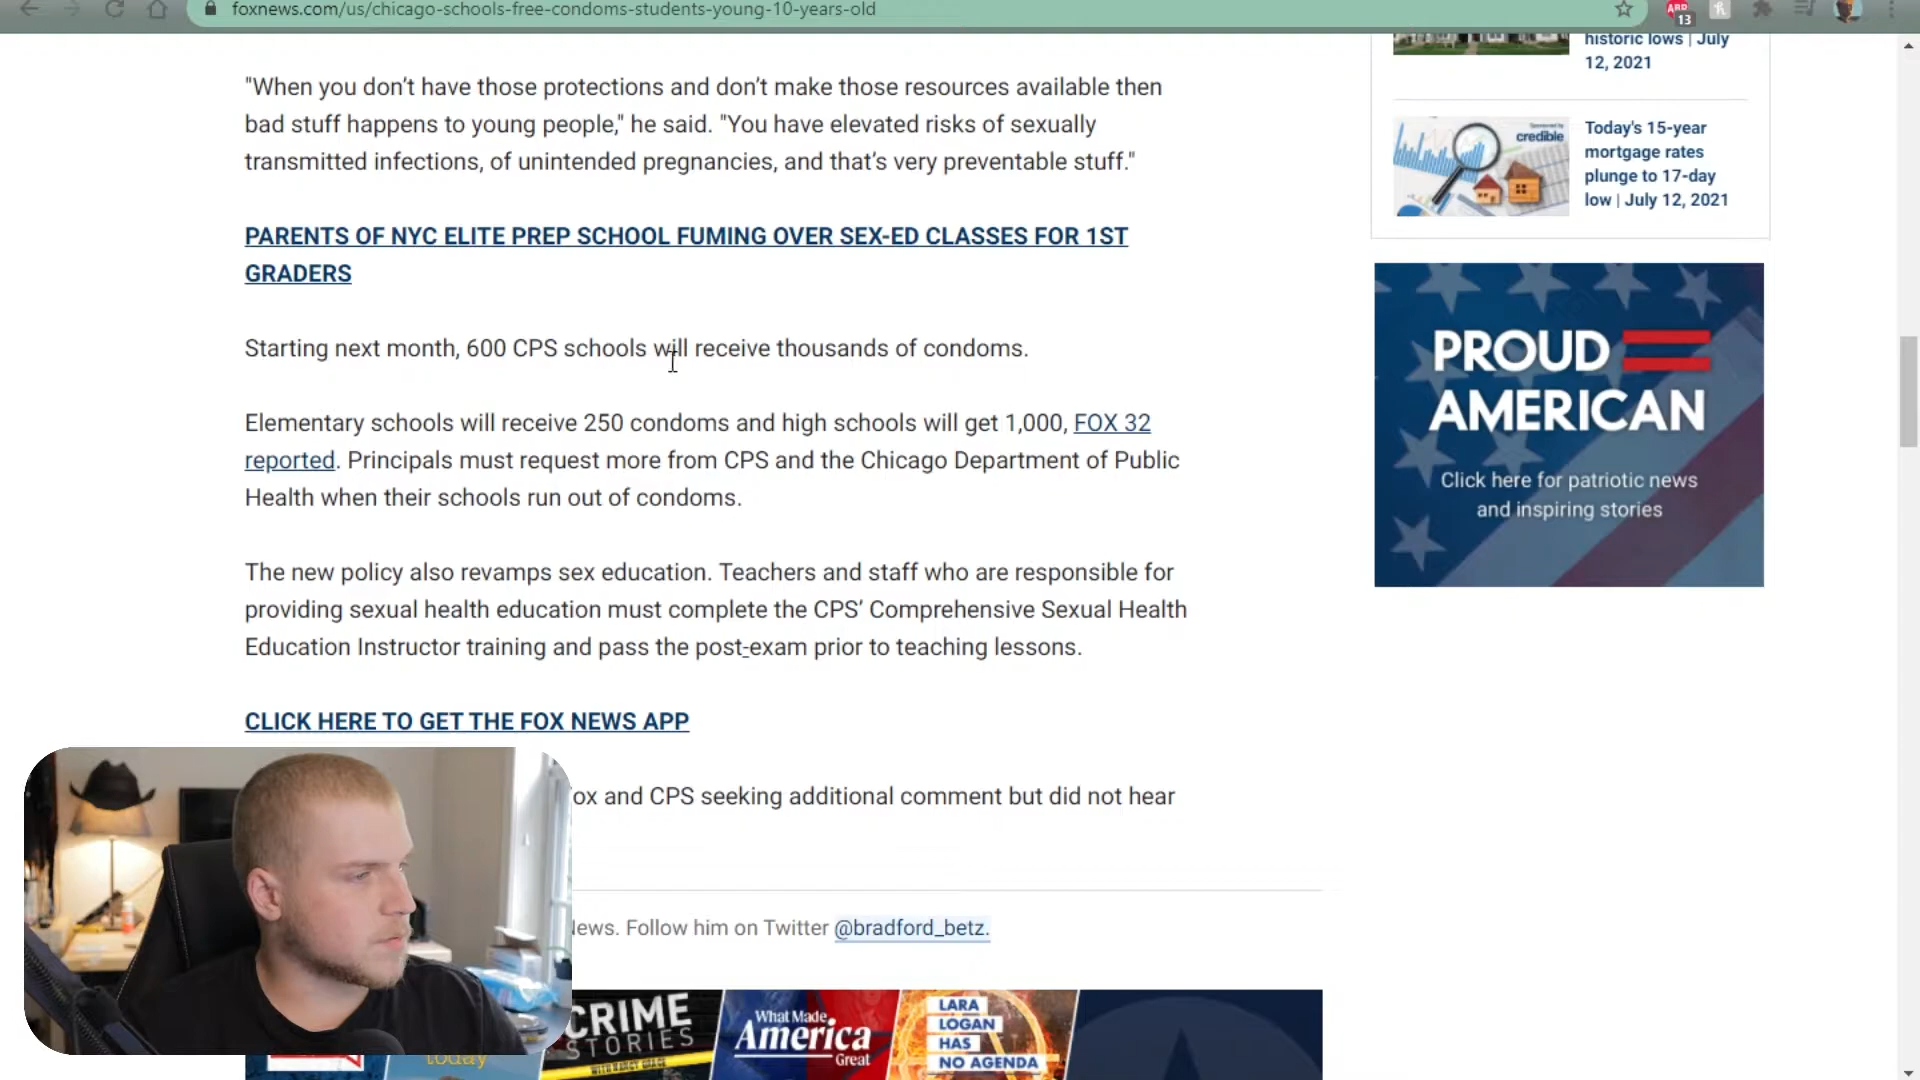 foxnews.com/us/chicago-schools-free-condoms-students-young-10-years-old
13
historic lows | July
12, 2021
"When you don’t have those protections and don’t make those resources available then
bad stuff happens to young people," he said. "You have elevated risks of sexually
transmitted infections, of unintended pregnancies, and that’s very preventable stuff."
credible
Today's 15-year
mortgage rates
plunge to 17-day
low | July 12, 2021
PARENTS OF NYC ELITE PREP SCHOOL FUMING OVER SEX-ED CLASSES FOR 1ST
GRADERS
PROUD
AMERICAN
Click here for patriotic news
and inspiring stories
Starting next month, 600 CPS schools will receive thousands of condoms.
Elementary schools will receive 250 condoms and high schools will get 1,000, FOX 32
reported. Principals must request more from CPS and the Chicago Department of Public
Health when their schools run out of condoms.
The new policy also revamps sex education. Teachers and staff who are responsible for
providing sexual health education must complete the CPS’ Comprehensive Sexual Health
Education Instructor training and pass the post-exam prior to teaching lessons.
CLICK HERE TO GET THE FOX NEWS APP
ox and CPS seeking additional comment but did not hear
ews. Follow him on Twitter @bradford_betz.
today
CRIME
STORIES
WITH NANCY GRACE
What Made
America
Great
LARA
LOGAN
HAS
NO AGENDA